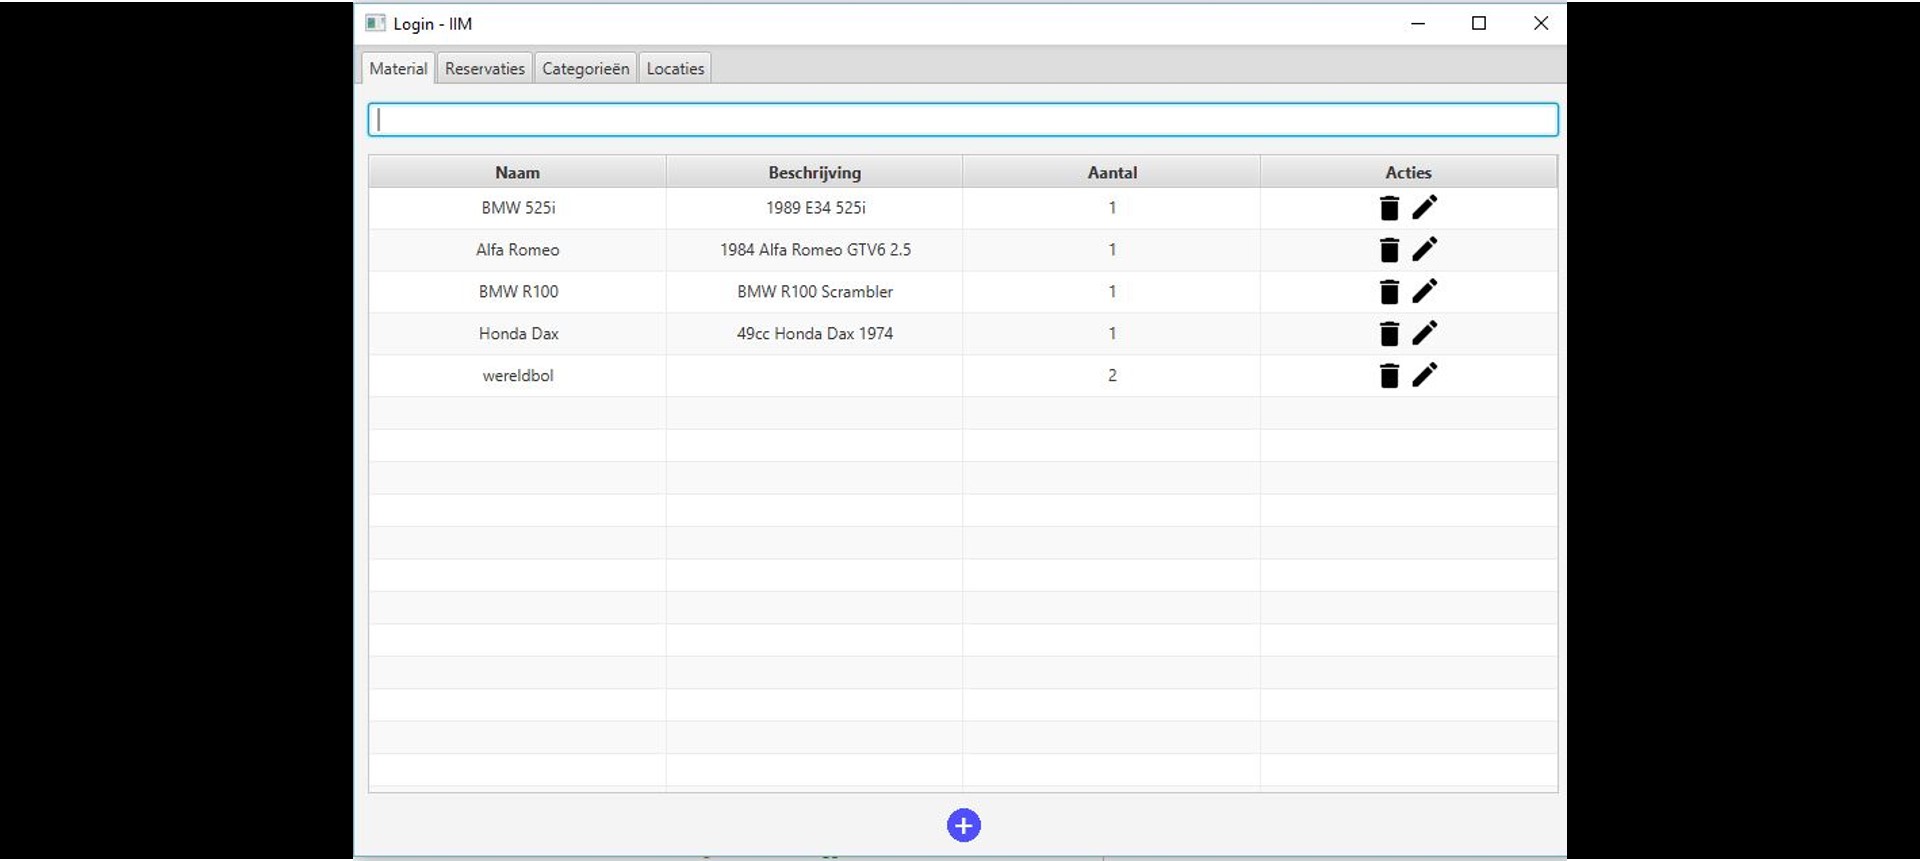 Login - IIM
Material Reservaties Categorieën Locaties
Naam Beschrijving Aantal Acties
BMW 525i 1989 E34 525i 1
Alfa Romeo 1984 Alfa Romeo GTV6 2.5 1
BMW R100 BMW R100 Scrambler 1
Honda Dax 49cc Honda Dax 1974 1
wereldbol 2